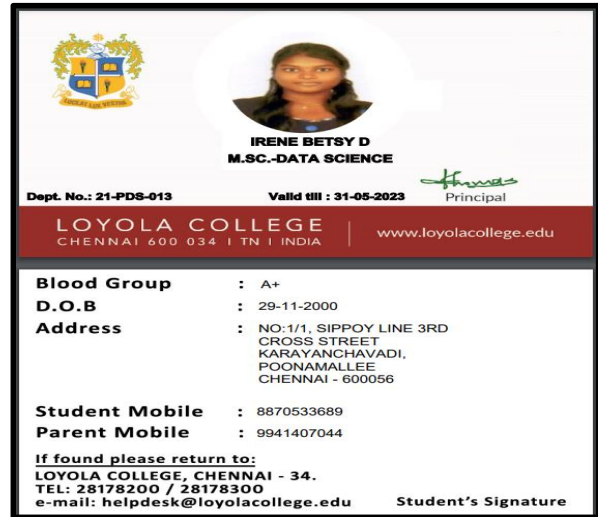 IRENE BETSY D
M.SC.-DATA SCIENCE
Dept. No.: 21-PDS-013 Valid till : 31-05-2023 Principal
LOYOLA COLLEGE
CHENNAI 600 034 I TN I INDIA
www.loyolacollege.edu
Blood Group : A+
D.O.B : 29-11-2000
Address : NO:1/1, SIPPOY LINE 3RD
CROSS STREET
KARAYANCHAVADI,
POONAMALLEE
CHENNAI - 600056
Student Mobile : 8870533689
Parent Mobile : 9941407044
If found please return to:
LOYOLA COLLEGE, CHENNAI - 34.
TEL: 28178200 / 28178300
e-mail: helpdesk@loyolacollege.edu Student's Signature